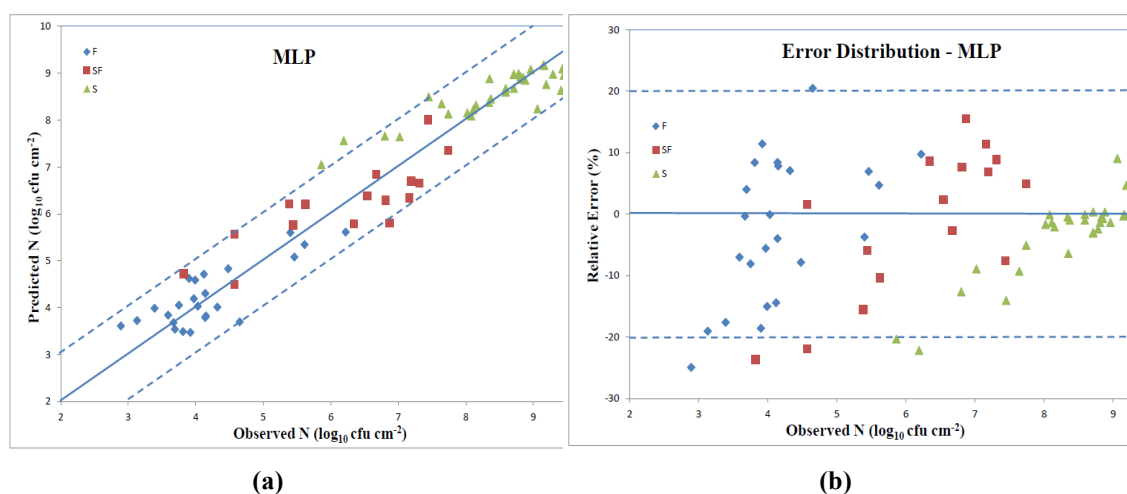 MLP
F
SF
S
10
9
8
7
6
5
4
3
2
Predicted N (log10 cfu cm-2)
2 3 4 5 6 7 8 9
Observed N (log10 cfu cm-2)
(a)
Error Distribution - MLP
F
SF
S
30
20
10
0
-10
-20
-30
Relative Error (%)
2 3 4 5 6 7 8 9
Observed N (log10 cfu cm-2)
(b)